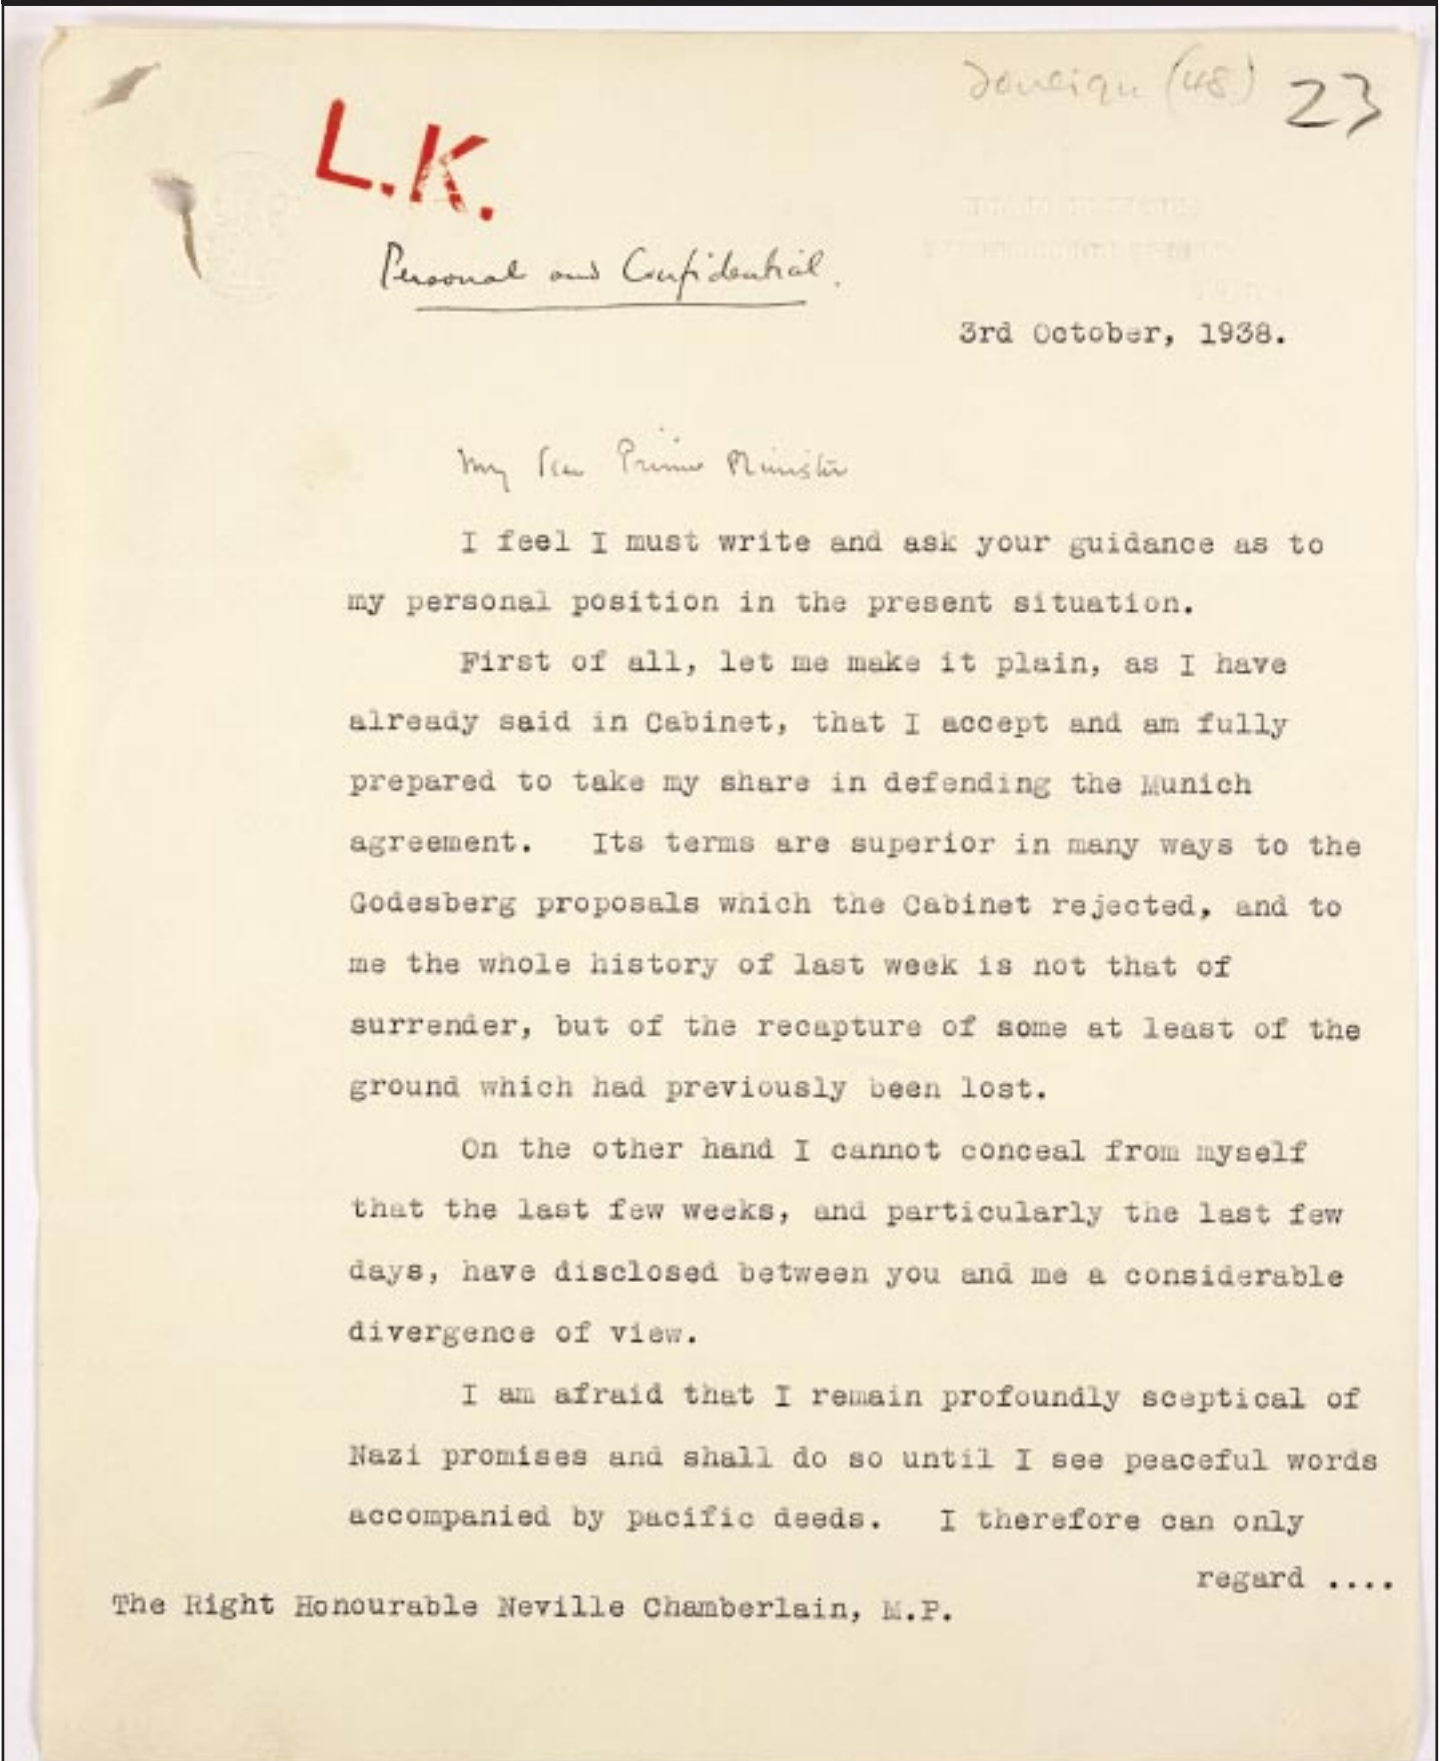 (48) 23
L.K.
Personal and Confidential.
3rd October, 1938.
My Dear Prime Minister
I feel I must write and ask your guidance as to
my personal position in the present situation.
First of all, let me make it plain, as I have
already said in Cabinet, that I accept and am fully
prepared to take my share in defending the Munich
agreement. Its terms are superior in many ways to the
Godesberg proposals which the Cabinet rejected, and to
me the whole history of last week is not that of
surrender, but of the recapture of some at least of the
ground which had previously been lost.
On the other hand I cannot conceal from myself
that the last few weeks, and particularly the last few
days, have disclosed between you and me a considerable
divergence of view.
I am afraid that I remain profoundly sceptical of
Nazi promises and shall do so until I see peaceful words
accompanied by pacific deeds. I therefore can only
regard ....
The Right Honourable Neville Chamberlain, M.P.